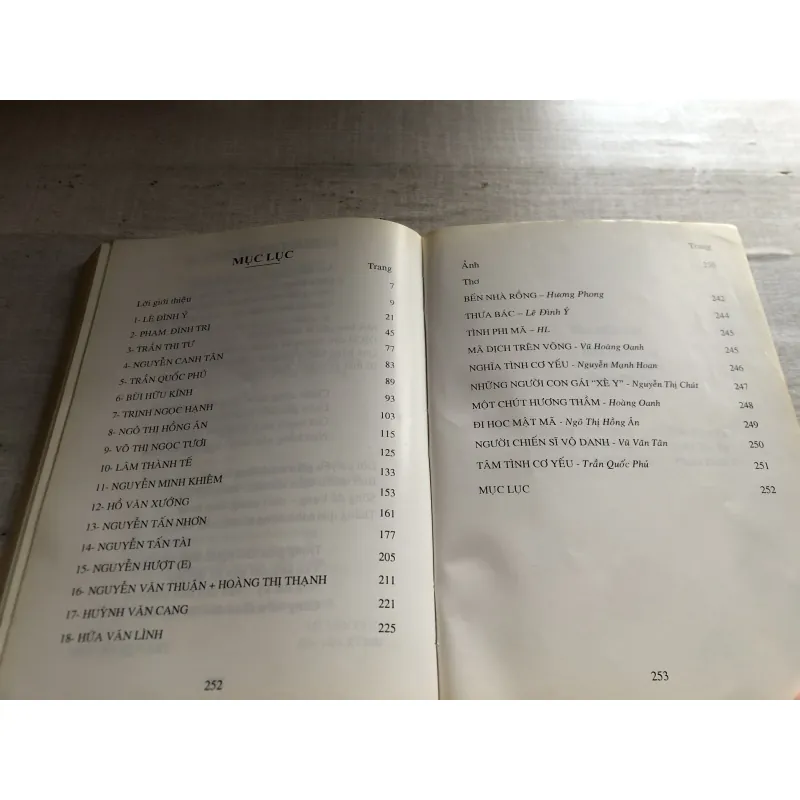 MỤC LỤC
Trang
Lời giới thiệu 7
1- LÊ ĐÌNH Ý 9
2- PHẠM ĐÌNH TRỊ 21
3- TRẦN THỊ TƯ 45
4- NGUYỄN CANH TÂN 77
5- TRẦN QUỐC PHÚ 83
6- BÙI HỮU KÍNH 89
7- TRỊNH NGỌC HẠNH 93
8- NGÔ THỊ HỒNG ÂN 103
9- VÕ THỊ NGỌC TƯƠI 115
10- LÂM THÀNH TẾ 125
11- NGUYỄN MINH KHIÊM 133
12- HỒ VĂN XƯỚNG 153
13- NGUYỄN TẤN NHƠN 161
14- NGUYỄN TẤN TÀI 177
15- NGUYỄN HƯỢT (E) 205
16- NGUYỄN VĂN THUẬN + HOÀNG THỊ THẠNH 211
17- HUỲNH VĂN CANG 221
18- HỨA VĂN LÌNH 225
252
Trang
Ảnh
Thơ
BẾN NHÀ RỒNG – Hương Phong 242
THƯA BÁC – Lê Đình Ý 244
TÌNH PHI MÃ – HL 245
MÃ DỊCH TRÊN VÕNG - Vũ Hoàng Oanh 245
NGHĨA TÌNH CƠ YẾU - Nguyễn Mạnh Hoan 246
NHỮNG NGƯỜI CON GÁI "XÊ Y" - Nguyễn Thị Chút 247
MỘT CHÚT HƯƠNG THẦM - Hoàng Oanh 248
ĐI HỌC MẬT MÃ - Ngô Thị Hồng Ân 249
NGƯỜI CHIẾN SĨ VÔ DANH - Vũ Văn Tân 250
TÂM TÌNH CƠ YẾU - Trần Quốc Phú 251
MỤC LỤC 252
253